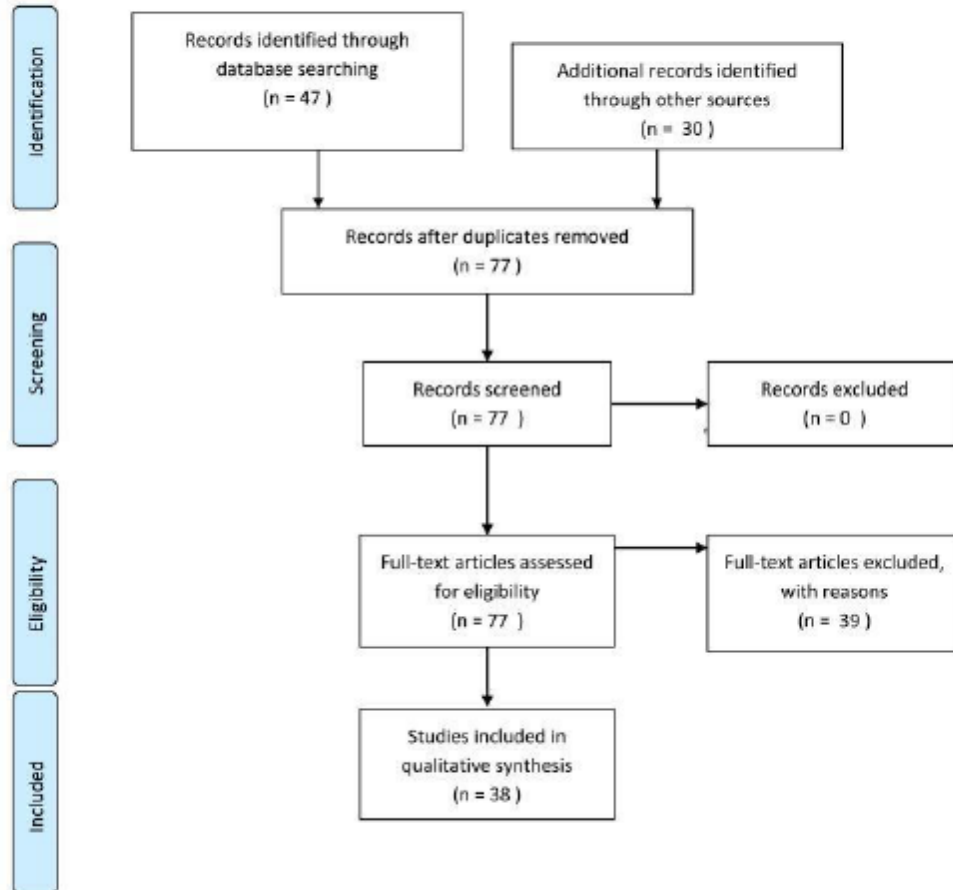 Identification
Records identified through
database searching
(n = 47 )
Additional records identified
through other sources
(n = 30 )
Records after duplicates removed
(n = 77 )
Screening
Records screened
(n = 77 )
Records excluded
(n = 0 )
Eligibility
Full-text articles assessed
for eligibility
(n = 77 )
Full-text articles excluded,
with reasons
(n = 39 )
Included
Studies included in
qualitative synthesis
(n = 38 )